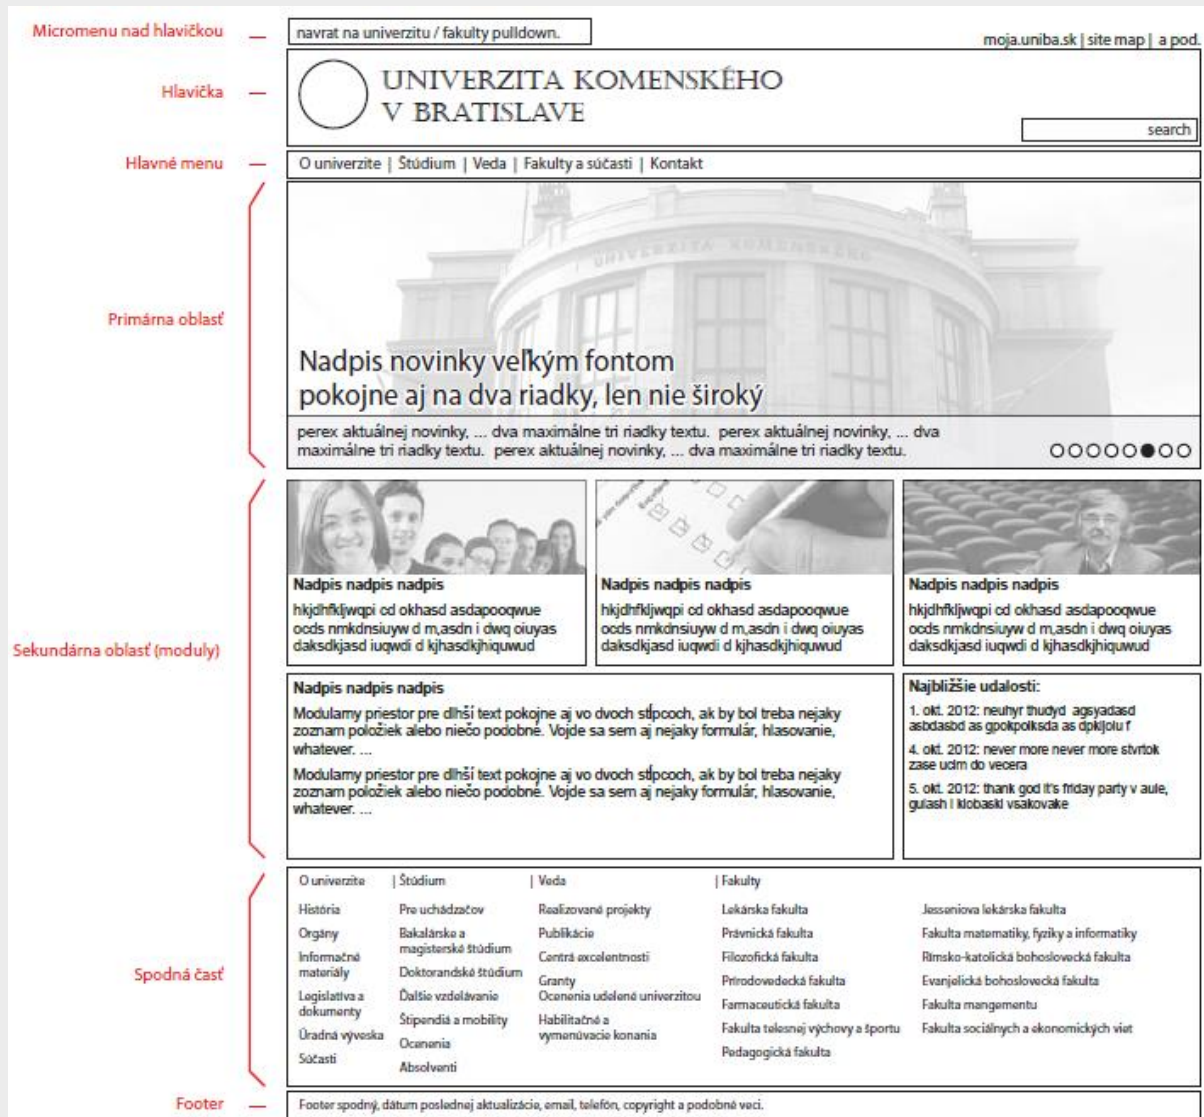 Micromenu nad hlavičkou
navrat na univerzitu / fakulty pulldown.
moja.uniba.sk | site map | a pod.
Hlavička
UNIVERZITA KOMENSKÉHO
V BRATISLAVE
search
Hlavné menu
O univerzite | Štúdium | Veda | Fakulty a súčasti | Kontakt
UNIVERZITA KOMENSKÉHO
Primárna oblasť
Nadpis novinky veľkým fontom
pokojne aj na dva riadky, len nie široký
perex aktuálnej novinky, ... dva maximálne tri riadky textu. perex aktuálnej novinky, ... dva
maximálne tri riadky textu. perex aktuálnej novinky, ... dva maximálne tri riadky textu.
Sekundárna oblasť (moduly)
Nadpis nadpis nadpis
hkjdhfkljwqpi cd okhasd asdapooqwue
ocds nmkdnsiuyw d m,asdn i dwq oiuyas
daksdkjasd iuqwdi d kjhasdkjhiquwud
Nadpis nadpis nadpis
hkjdhfkljwqpi cd okhasd asdapooqwue
ocds nmkdnsiuyw d m,asdn i dwq oiuyas
daksdkjasd iuqwdi d kjhasdkjhiquwud
Nadpis nadpis nadpis
hkjdhfkljwqpi cd okhasd asdapooqwue
ocds nmkdnsiuyw d m,asdn i dwq oiuyas
daksdkjasd iuqwdi d kjhasdkjhiquwud
Nadpis nadpis nadpis
Modularny priestor pre dlhší text pokojne aj vo dvoch stĺpcoch, ak by bol treba nejaky
zoznam položiek alebo niečo podobné. Vojde sa sem aj nejaky formulár, hlasovanie,
whatever. ...
Modularny priestor pre dlhší text pokojne aj vo dvoch stĺpcoch, ak by bol treba nejaky
zoznam položiek alebo niečo podobné. Vojde sa sem aj nejaky formulár, hlasovanie,
whatever. ...
Najbližšie udalosti:
1. okt. 2012: neuhyr thudyd agsyadasd
asbdasbd as gpokpolksda as dpkijolu f
4. okt. 2012: never more never more stvrtok
zase ucim do vecera
5. okt. 2012: thank god it's friday party v aule,
gulash i klobaski vsakovake
Spodná časť
O univerzite
História
Orgány
Informačné
materiály
Legislatíva a
dokumenty
Úradná výveska
Súčasti
| Štúdium
Pre uchádzačov
Bakalárske a
magisterské štúdium
Doktorandské štúdium
Ďalšie vzdelávanie
Štipendiá a mobility
Ocenenia
Absolventi
| Veda
Realizované projekty
Publikácie
Centrá excelentnosti
Granty
Ocenenia udelené univerzitou
Habilitačné a
vymenúvacie konania
| Fakulty
Lekárska fakulta
Právnická fakulta
Filozofická fakulta
Prírodovedecká fakulta
Farmaceutická fakulta
Fakulta telesnej výchovy a športu
Pedagogická fakulta
Jesseniova lekárska fakulta
Fakulta matematiky, fyziky a informatiky
Rímsko-katolická bohoslovecká fakulta
Evanjelická bohoslovecká fakulta
Fakulta mangementu
Fakulta sociálnych a ekonomických viet
Footer
Footer spodný, dátum poslednej aktualizácie, email, telefón, copyright a podobné veci.